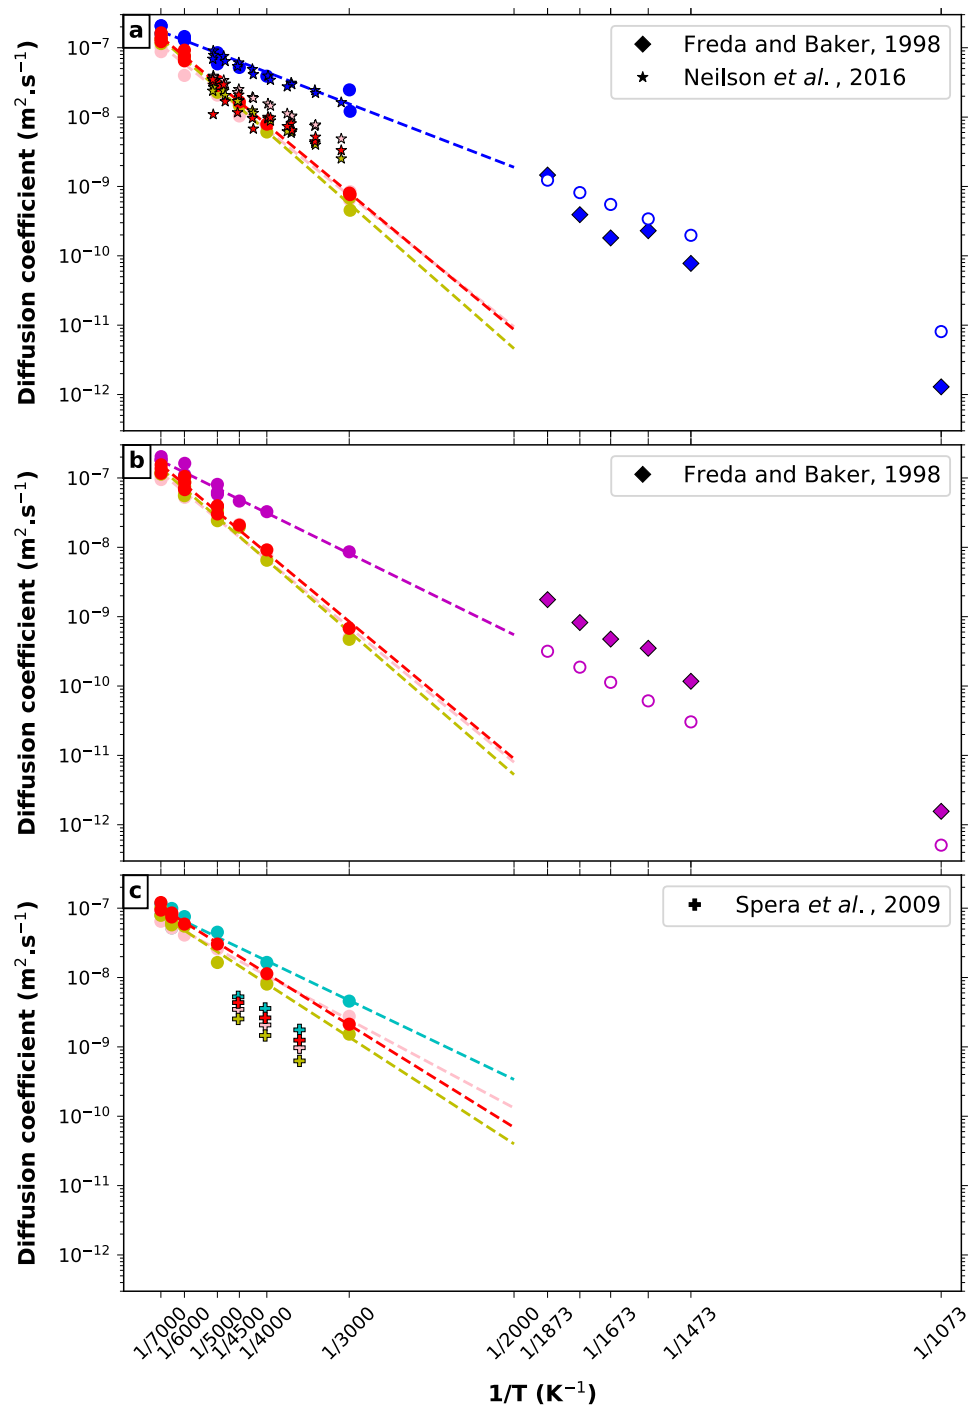 a
Freda and Baker, 1998
Neilson et al., 2016
Diffusion coefficient (m².s⁻¹)
10⁻⁷
10⁻⁸
10⁻⁹
10⁻¹⁰
10⁻¹¹
10⁻¹²
b
Freda and Baker, 1998
Diffusion coefficient (m².s⁻¹)
10⁻⁷
10⁻⁸
10⁻⁹
10⁻¹⁰
10⁻¹¹
10⁻¹²
c
Spera et al., 2009
Diffusion coefficient (m².s⁻¹)
10⁻⁷
10⁻⁸
10⁻⁹
10⁻¹⁰
10⁻¹¹
10⁻¹²
1/7000
1/6000
1/5000
1/4500
1/4000
1/3000
1/2000
1/1873
1/1673
1/1473
1/1073
1/T (K⁻¹)